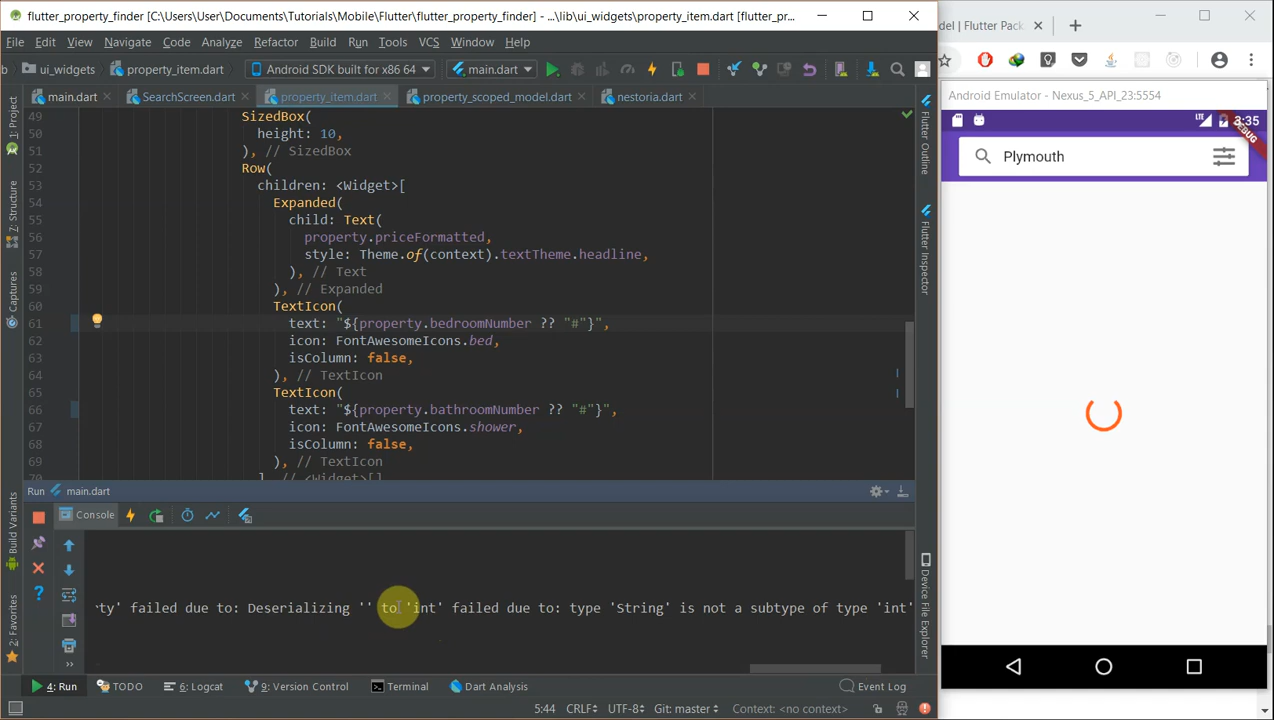 flutter_property_finder [C:\Users\User\Documents\Tutorials\Mobile\Flutter\flutter_property_finder] - ...\lib\ui_widgets\property_item.dart [flutter_pr...
File Edit View Navigate Code Analyze Refactor Build Run Tools VCS Window Help
b ui_widgets property_item.dart Android SDK built for x86 64 main.dart
main.dart SearchScreen.dart property_item.dart property_scoped_model.dart nestoria.dart
49 SizedBox(
50 height: 10,
51 ), // SizedBox
52 Row(
53 children: <Widget>[
54 Expanded(
55 child: Text(
56 property.priceFormatted,
57 style: Theme.of(context).textTheme.headline,
58 ), // Text
59 ), // Expanded
60 TextIcon(
61 text: "${property.bedroomNumber ?? "#"}",
62 icon: FontAwesomeIcons.bed,
63 isColumn: false,
64 ), // TextIcon
65 TextIcon(
66 text: "${property.bathroomNumber ?? "#"}",
67 icon: FontAwesomeIcons.shower,
68 isColumn: false,
69 ), // TextIcon
70 ], // <Widget>[]
Run main.dart
Console
ty' failed due to: Deserializing '' to 'int' failed due to: type 'String' is not a subtype of type 'int'
4: Run TODO 6: Logcat 9: Version Control Terminal Dart Analysis Event Log
5:44 CRLF÷ UTF-8÷ Git: master÷ Context: <no context>
1: Project
7: Structure
Captures
Build Variants
2: Favorites
Flutter Outline
Flutter Inspector
Device File Explorer
del | Flutter Pack
Android Emulator - Nexus_5_API_23:5554
LTE 8:35
DEBUG
Plymouth